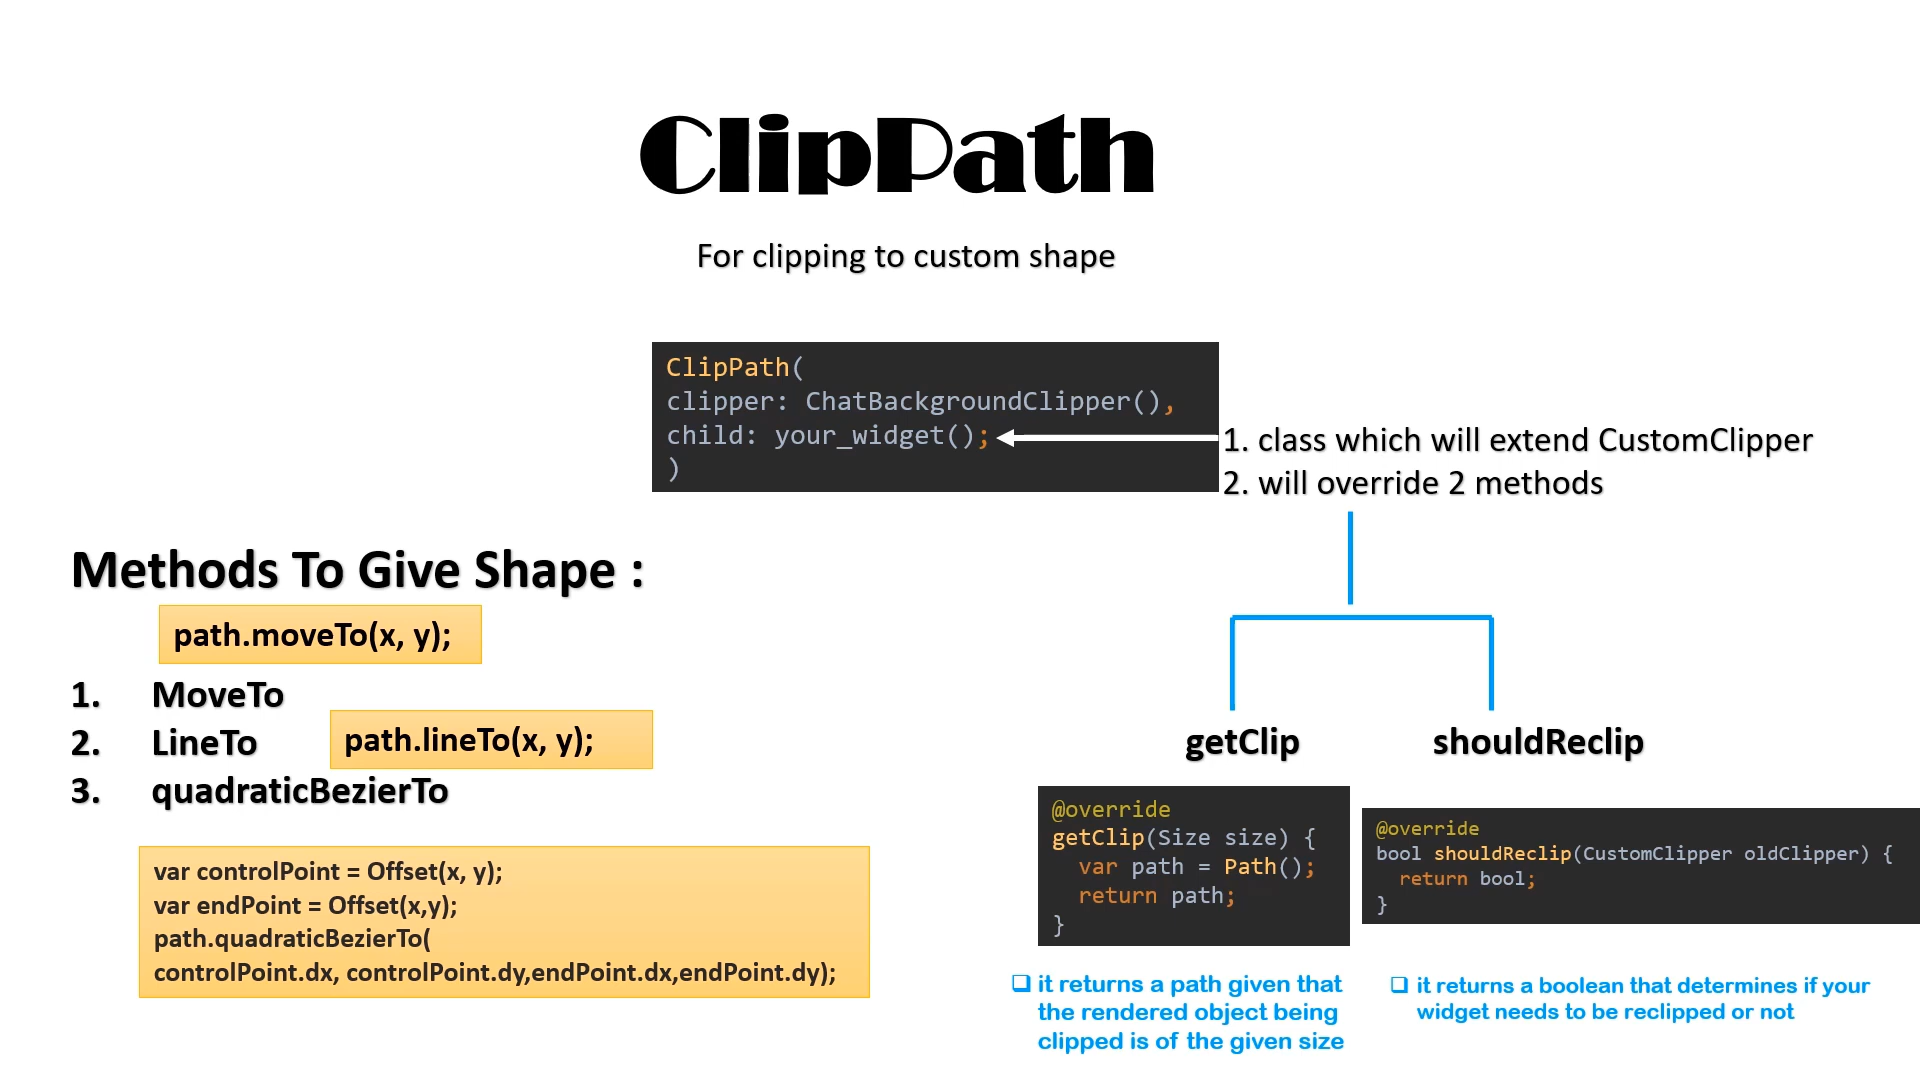 ClipPath
For clipping to custom shape
ClipPath(
clipper: ChatBackgroundClipper(),
child: your_widget();
)
1. class which will extend CustomClipper
2. will override 2 methods
Methods To Give Shape :
path.moveTo(x, y);
1. MoveTo
2. LineTo
path.lineTo(x, y);
3. quadraticBezierTo
var controlPoint = Offset(x, y);
var endPoint = Offset(x,y);
path.quadraticBezierTo(
controlPoint.dx, controlPoint.dy,endPoint.dx,endPoint.dy);
getClip
@override
getClip(Size size) {
var path = Path();
return path;
}
❑ it returns a path given that
the rendered object being
clipped is of the given size
shouldReclip
@override
bool shouldReclip(CustomClipper oldClipper) {
return bool;
}
❑ it returns a boolean that determines if your
widget needs to be reclipped or not